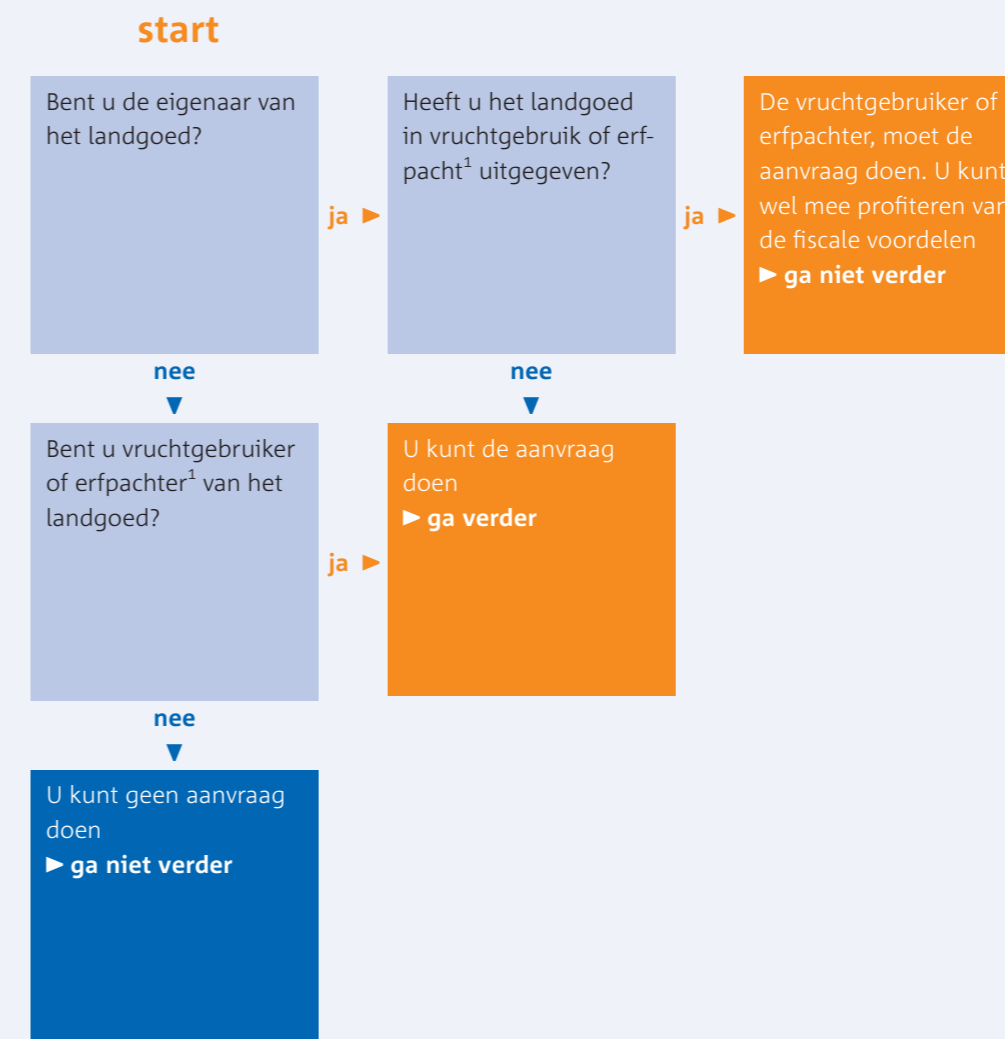 start
Bent u de eigenaar van
het landgoed?
ja ►
Heeft u het landgoed
in vruchtgebruik of erf-
pacht¹ uitgegeven?
ja ►
De vruchtgebruiker of
erfpachter, moet de
aanvraag doen. U kunt
wel mee profiteren van
de fiscale voordelen
► ga niet verder
nee
▼
nee
▼
Bent u vruchtgebruiker
of erfpachter¹ van het
landgoed?
ja ►
U kunt de aanvraag
doen
► ga verder
nee
▼
U kunt geen aanvraag
doen
► ga niet verder